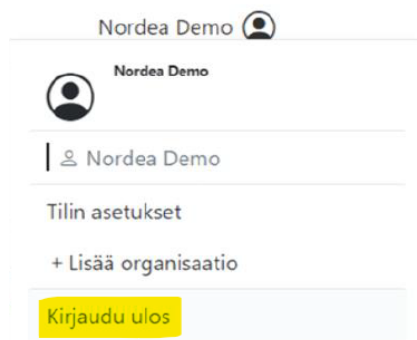 Nordea Demo
Nordea Demo
Nordea Demo
Tilin asetukset
+ Lisää organisaatio
Kirjaudu ulos